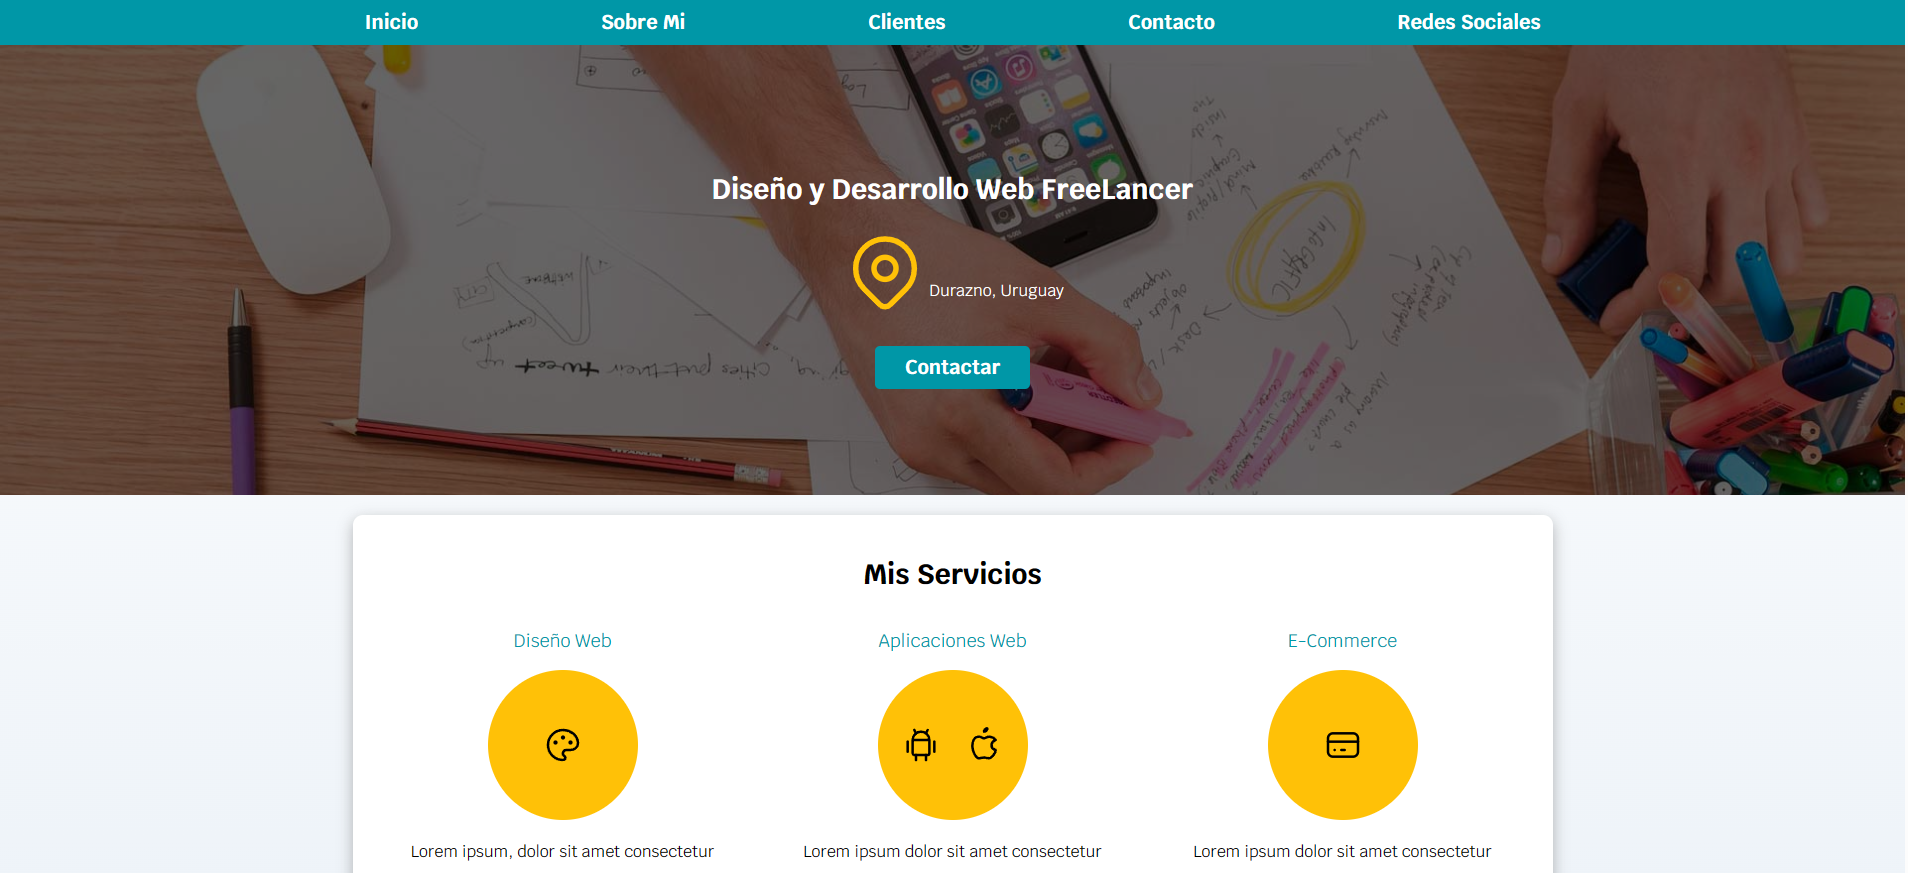 Inicio Sobre Mi Clientes Contacto Redes Sociales
Diseño y Desarrollo Web FreeLancer
Durazno, Uruguay
Contactar
INFOGRAFIC
tweet
Mis Servicios
Diseño Web Aplicaciones Web E-Commerce
Lorem ipsum, dolor sit amet consectetur Lorem ipsum dolor sit amet consectetur Lorem ipsum dolor sit amet consectetur